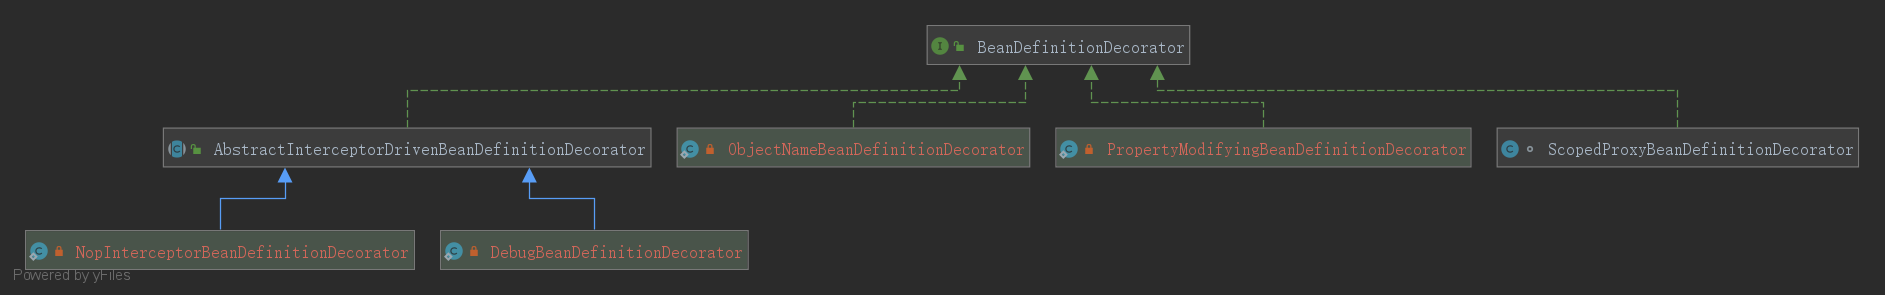 BeanDefinitionDecorator
AbstractInterceptorDrivenBeanDefinitionDecorator
ObjectNameBeanDefinitionDecorator
PropertyModifyingBeanDefinitionDecorator
ScopedProxyBeanDefinitionDecorator
NopInterceptorBeanDefinitionDecorator
DebugBeanDefinitionDecorator
Powered by yFiles